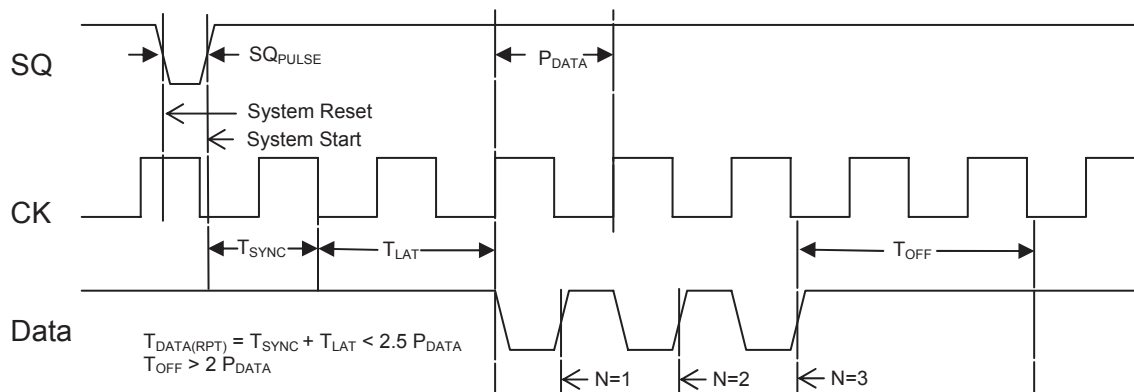 SQ
SQPULSE
PDATA
System Reset
System Start
CK
TSYNC
TLAT
TOFF
Data
TDATA(RPT) = TSYNC + TLAT < 2.5 PDATA
TOFF > 2 PDATA
N=1
N=2
N=3